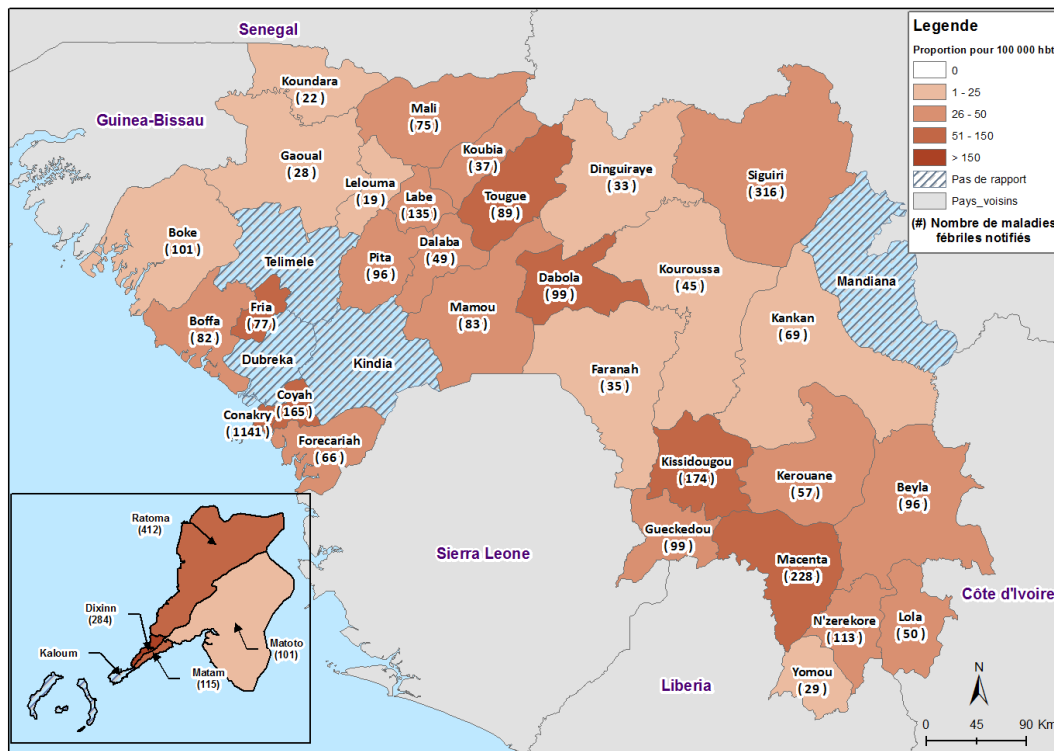 Senegal
Guinea-Bissau
Koundara
( 22 )
Mali
( 75 )
Gaoual
( 28 )
Lelouma
( 19 )
Koubia
( 37 )
Labe
( 135 )
Tougue
( 89 )
Dinguiraye
( 33 )
Siguiri
( 316 )
Boke
( 101 )
Telimele
Pita
( 96 )
Dalaba
( 49 )
Dabola
( 99 )
Kouroussa
( 45 )
Mandiana
Fria
( 77 )
Boffa
( 82 )
Mamou
( 83 )
Kankan
( 69 )
Dubreka
Kindia
Faranah
( 35 )
Coyah
( 165 )
Conakry
( 1141 )
Forecariah
( 66 )
Kissidougou
( 174 )
Kerouane
( 57 )
Beyla
( 96 )
Gueckedou
( 99 )
Macenta
( 228 )
N'zerekore
( 113 )
Lola
( 50 )
Yomou
( 29 )
Sierra Leone
Liberia
Côte d'Ivoire
Legende
Proportion pour 100 000 hbt
0
1 - 25
26 - 50
51 - 150
> 150
Pas de rapport
Pays_voisins
(#) Nombre de maladies
fébriles notifiés
Ratoma
(412)
Dixinn
(284)
Kaloum
Matam
(115)
Matoto
(101)
N
0 45 90 Km